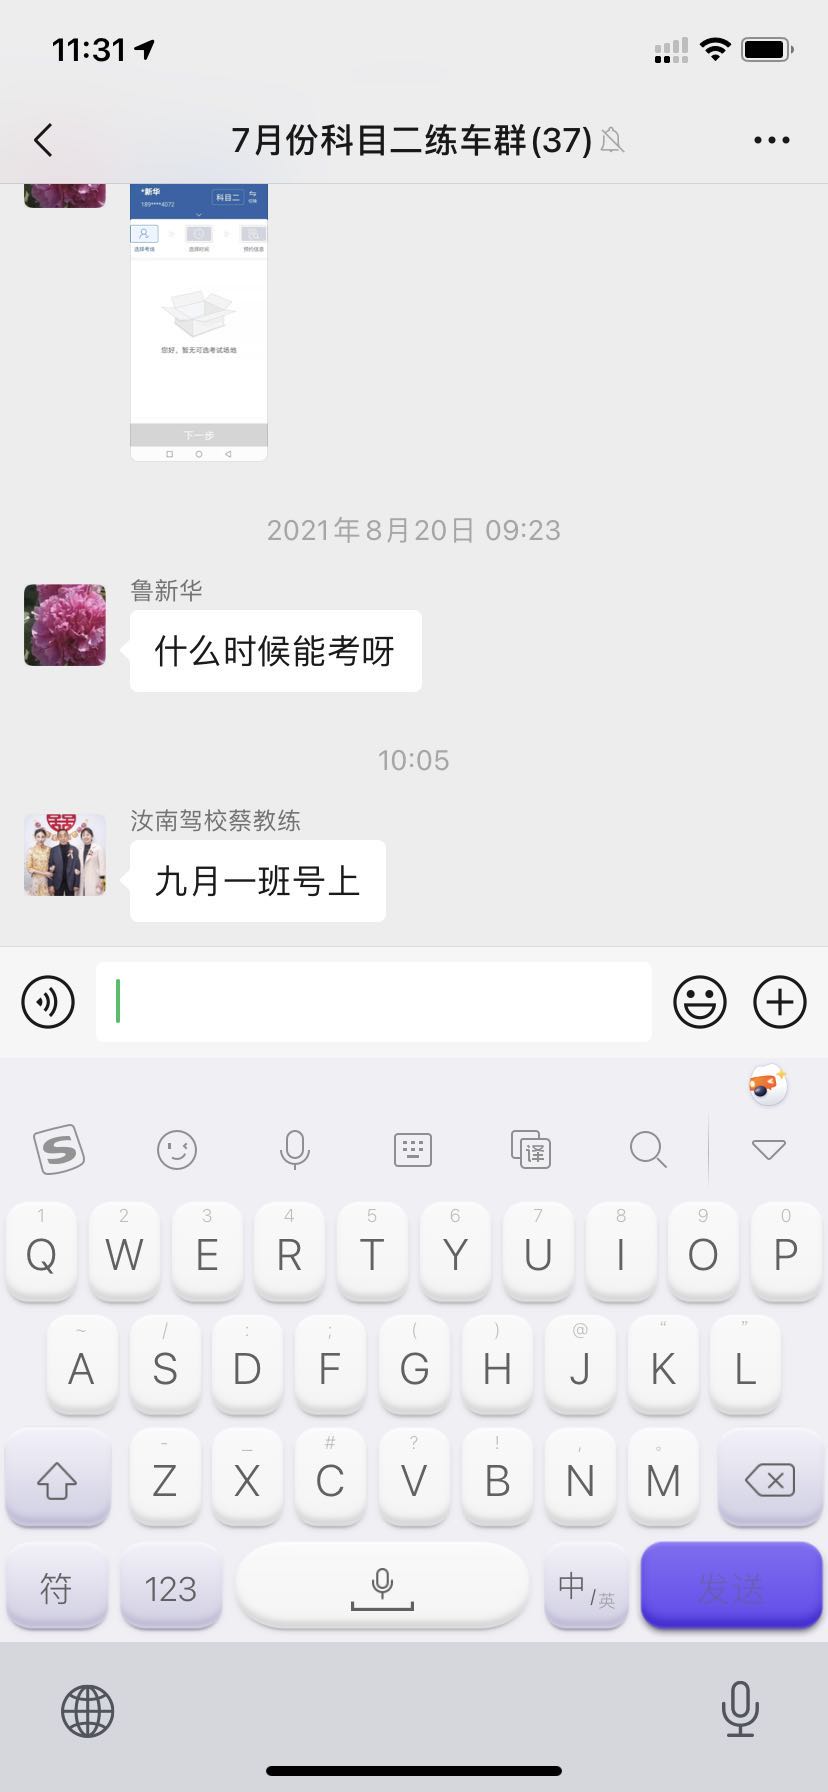 11:31
7月份科目二练车群(37)
*新华
189****4072
科目二
切换
选择考场
选择时间
预约信息
您好，暂无可选考试场地
下一步
2021年8月20日 09:23
鲁新华
什么时候能考呀
10:05
汝南驾校蔡教练
九月一班号上
S
译
1 2 3 4 5 6 7 8 9 0
Q W E R T Y U I O P
~ / : ; ( ) @ “ ”
A S D F G H J K L
- _ # ? ! , 。
Z X C V B N M
符 123 中/英 发送